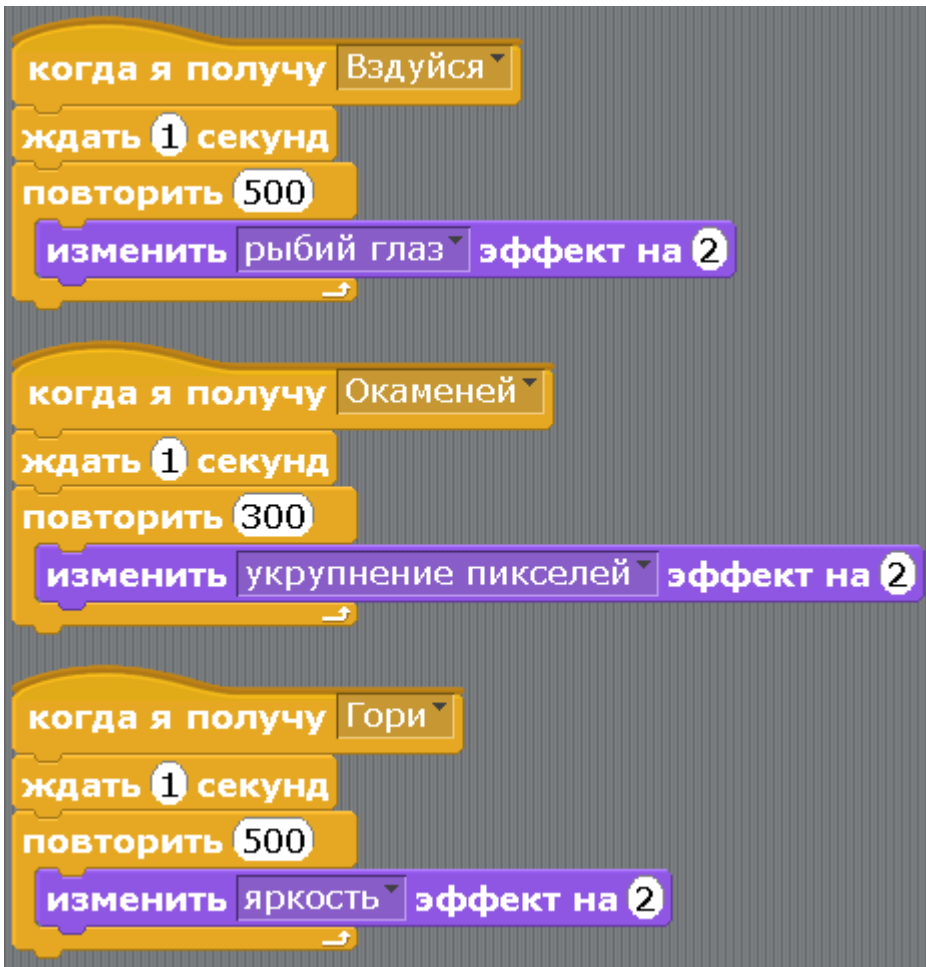 когда я получу Вздуйся
ждать 1 секунд
повторить 500
изменить рыбий глаз эффект на 2
когда я получу Окаменей
ждать 1 секунд
повторить 300
изменить укрупнение пикселей эффект на 2
когда я получу Гори
ждать 1 секунд
повторить 500
изменить яркость эффект на 2